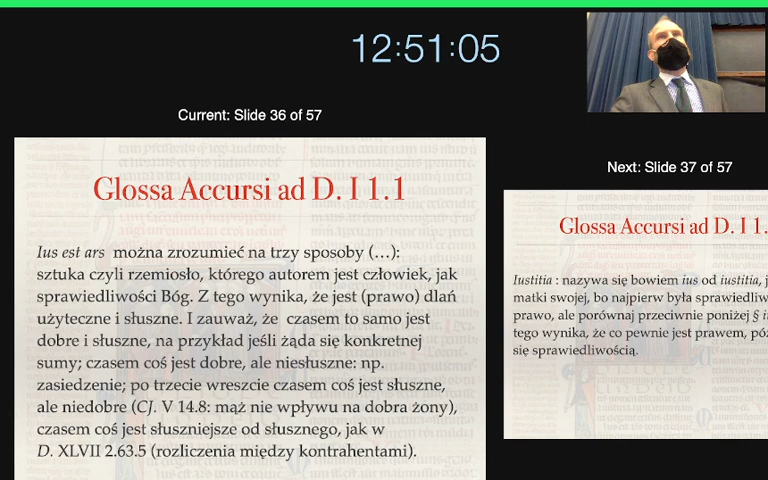 12:51:05
Current: Slide 36 of 57
Glossa Accursi ad D. I 1.1
Ius est ars można zrozumieć na trzy sposoby (…):
sztuka czyli rzemiosło, którego autorem jest człowiek, jak
sprawiedliwości Bóg. Z tego wynika, że jest (prawo) dlań
użyteczne i słuszne. I zauważ, że czasem to samo jest
dobre i słuszne, na przykład jeśli żąda się konkretnej
sumy; czasem coś jest dobre, ale niesłuszne: np.
zasiedzenie; po trzecie wreszcie czasem coś jest słuszne,
ale niedobre (CJ. V 14.8: mąż nie wpływu na dobra żony),
czasem coś jest słuszniejsze od słusznego, jak w
D. XLVII 2.63.5 (rozliczenia między kontrahentami).
Next: Slide 37 of 57
Glossa Accursi ad D. I 1.
Iustitia : nazywa się bowiem ius od iustitia, j
matki swojej, bo najpierw była sprawiedliw
prawo, ale porównaj przeciwnie poniżej §
tego wynika, że co pewnie jest prawem, póź
się sprawiedliwością.